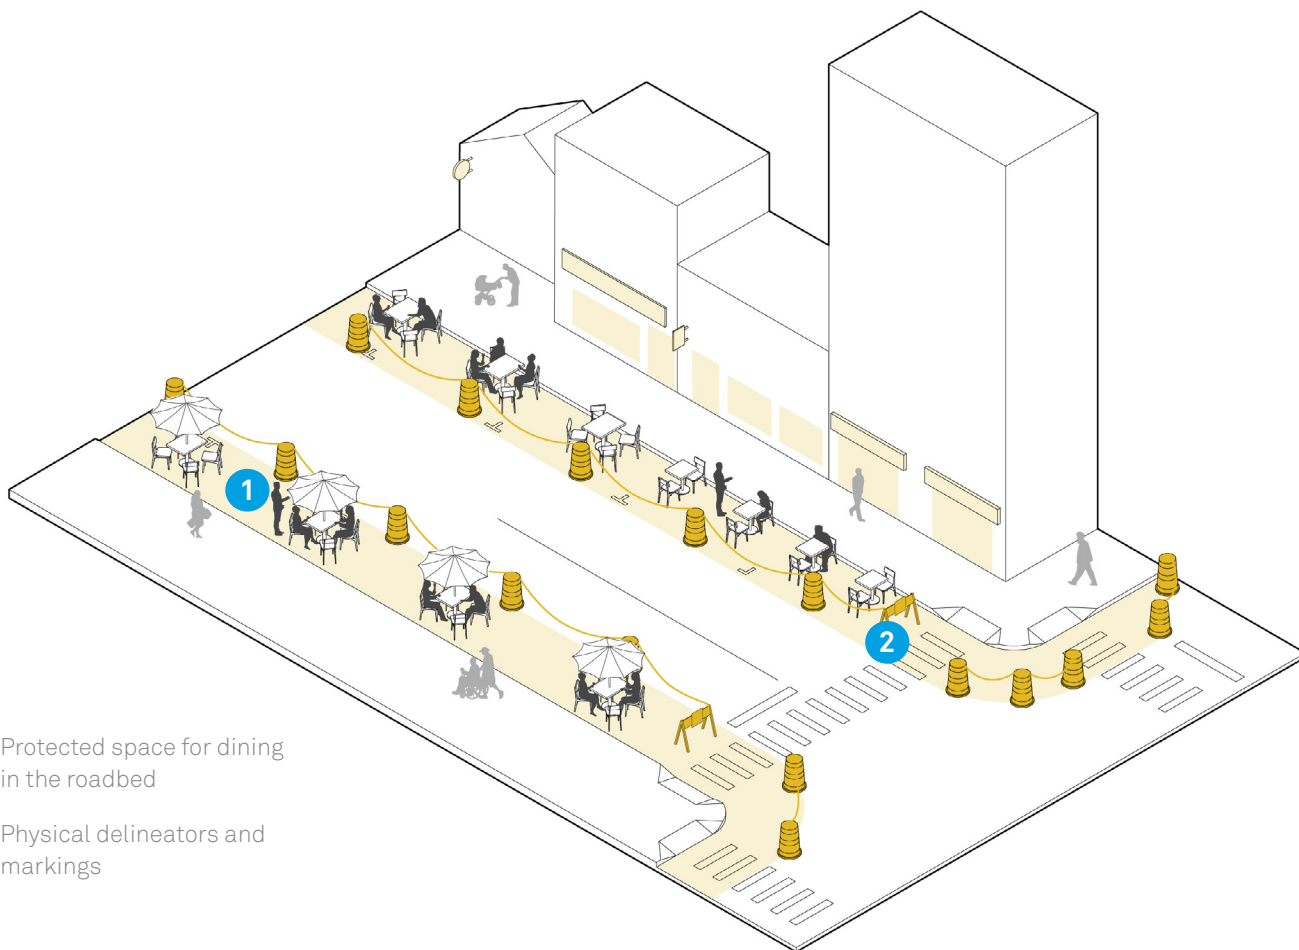 1
2
Protected space for dining
in the roadbed
Physical delineators and
markings